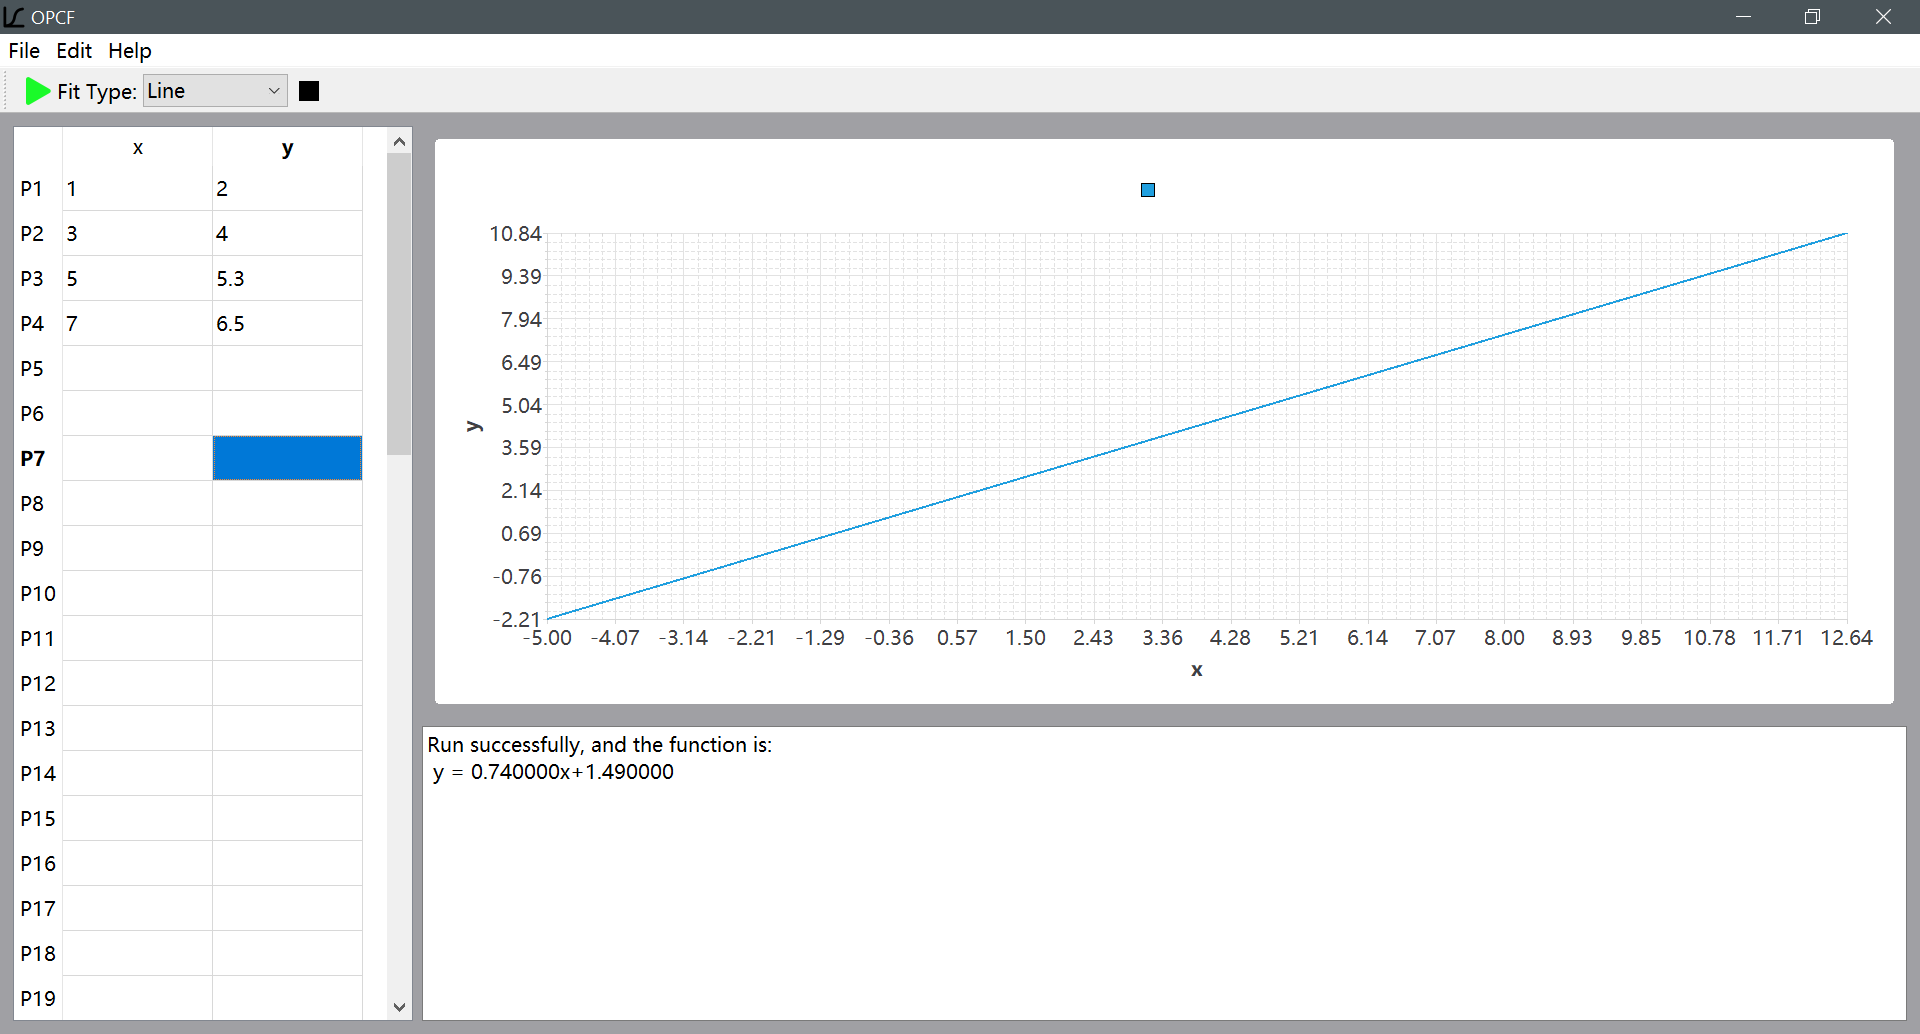 OPCF
File Edit Help
Fit Type: Line
x y
P1 1 2
P2 3 4
P3 5 5.3
P4 7 6.5
P5
P6
P7
P8
P9
P10
P11
P12
P13
P14
P15
P16
P17
P18
P19
10.84
9.39
7.94
6.49
5.04
3.59
2.14
0.69
-0.76
-2.21
y
-5.00 -4.07 -3.14 -2.21 -1.29 -0.36 0.57 1.50 2.43 3.36 4.28 5.21 6.14 7.07 8.00 8.93 9.85 10.78 11.71 12.64
x
Run successfully, and the function is:
y = 0.740000x+1.490000